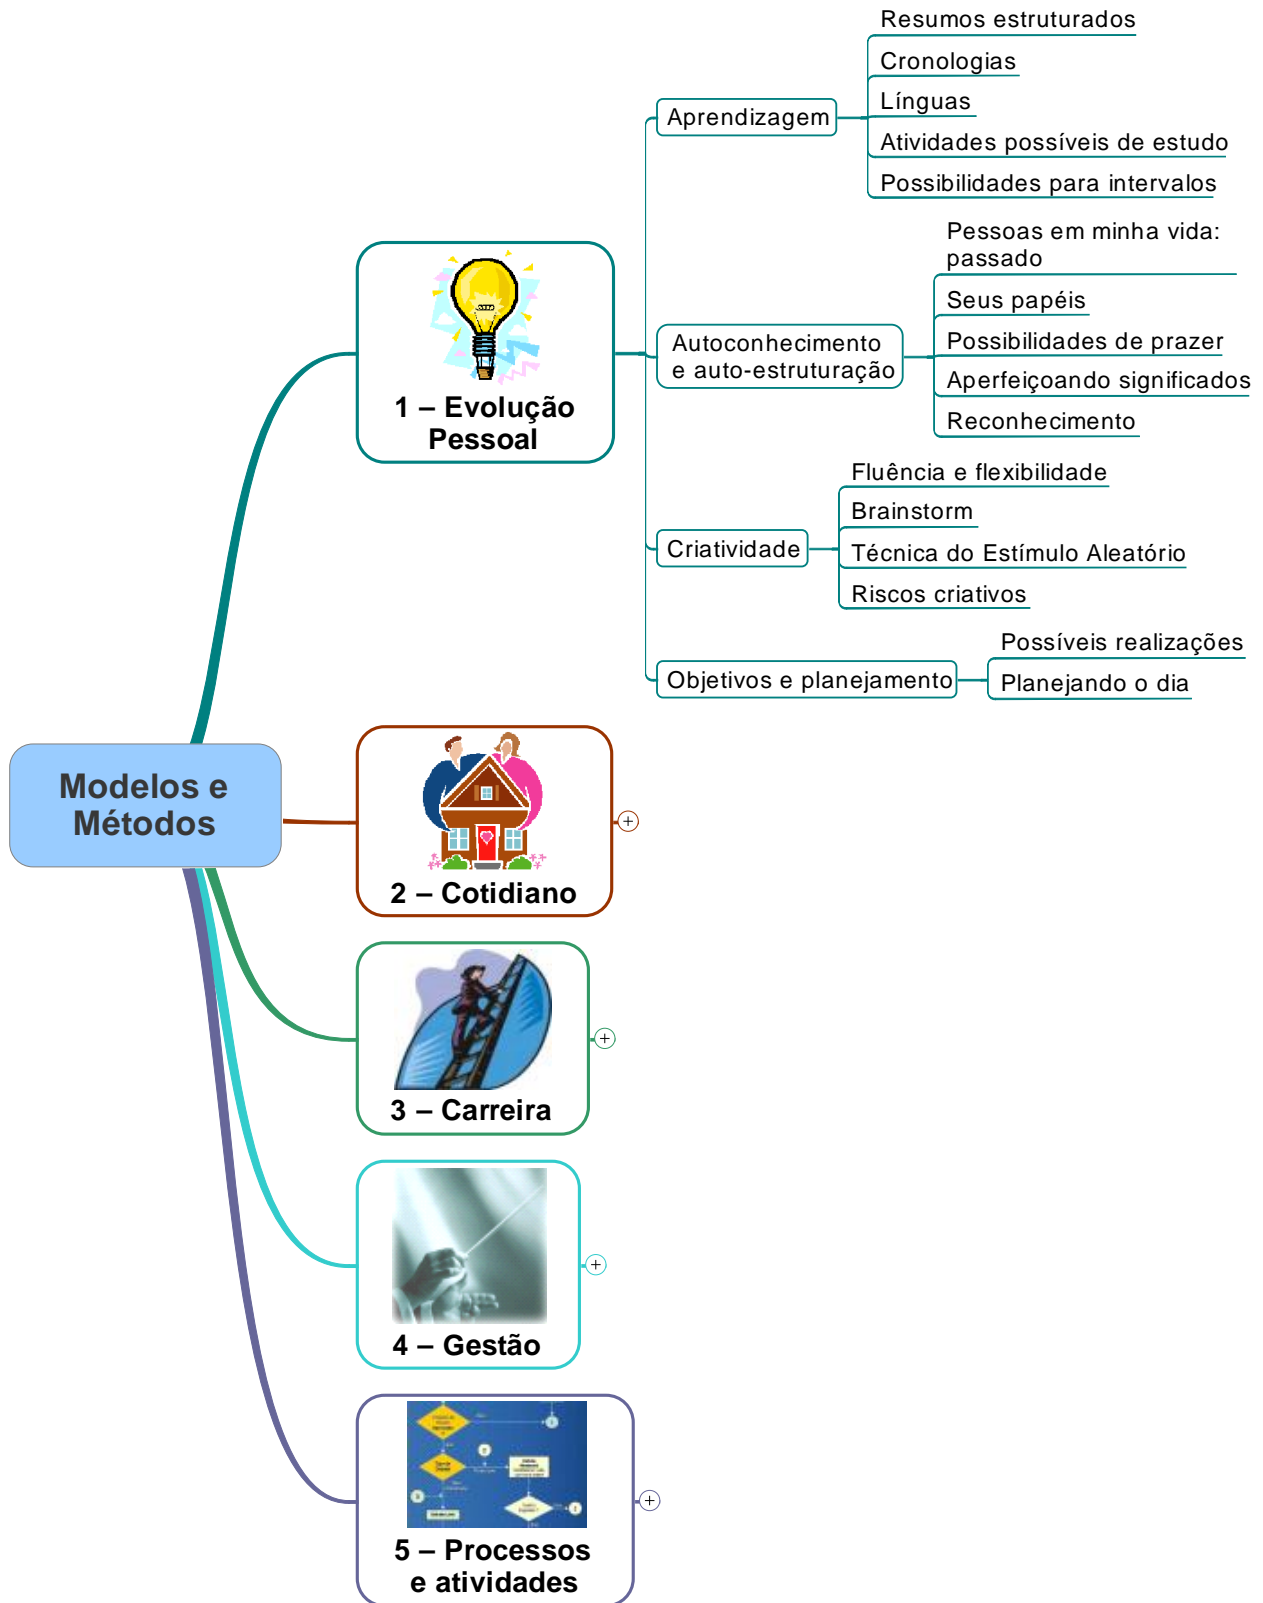 Resumos estruturados
Cronologias
Línguas
Aprendizagem
Atividades possíveis de estudo
Possibilidades para intervalos
Pessoas em minha vida:
passado
Seus papéis
Autoconhecimento
e auto-estruturação
Possibilidades de prazer
Aperfeiçoando significados
Reconhecimento
1 – Evolução
Pessoal
Fluência e flexibilidade
Brainstorm
Criatividade
Técnica do Estímulo Aleatório
Riscos criativos
Possíveis realizações
Objetivos e planejamento
Planejando o dia
Modelos e
Métodos
2 – Cotidiano
3 – Carreira
4 – Gestão
5 – Processos
e atividades